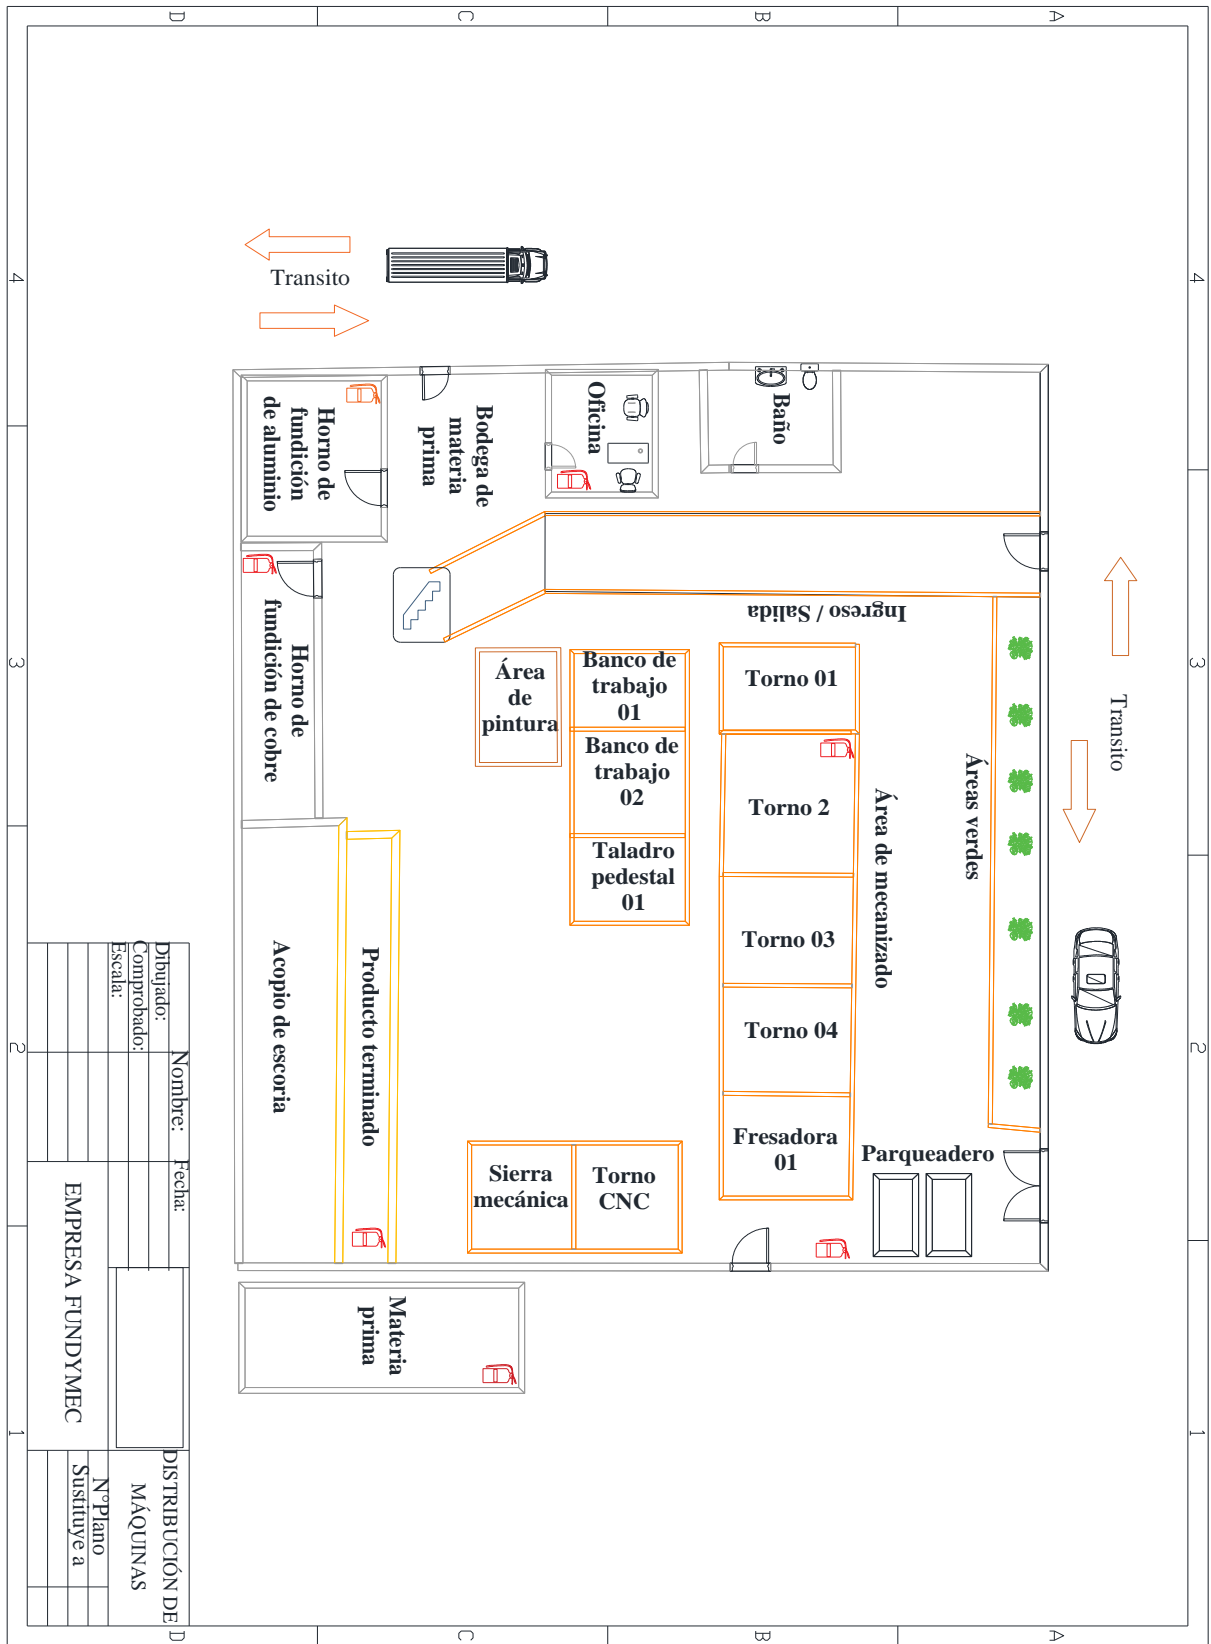 D
C
B
A
4
4
3
3
2
2
1
1
D
C
B
A
Transito
Transito
Horno de
fundición
de aluminio
Bodega de
materia
prima
Oficina
Baño
Ingreso / Salida
Horno de
fundición de cobre
Área
de
pintura
Banco de
trabajo
01
Banco de
trabajo
02
Taladro
pedestal
01
Torno 01
Torno 2
Torno 03
Torno 04
Fresadora
01
Área de mecanizado
Áreas verdes
Parqueadero
Acopio de escoria
Producto terminado
Sierra
mecánica
Torno
CNC
Materia
prima
Nombre:
Fecha:
Dibujado:
Comprobado:
Escala:
EMPRESA FUNDYMEC
DISTRIBUCIÓN DE
MÁQUINAS
N°Plano
Sustituye a